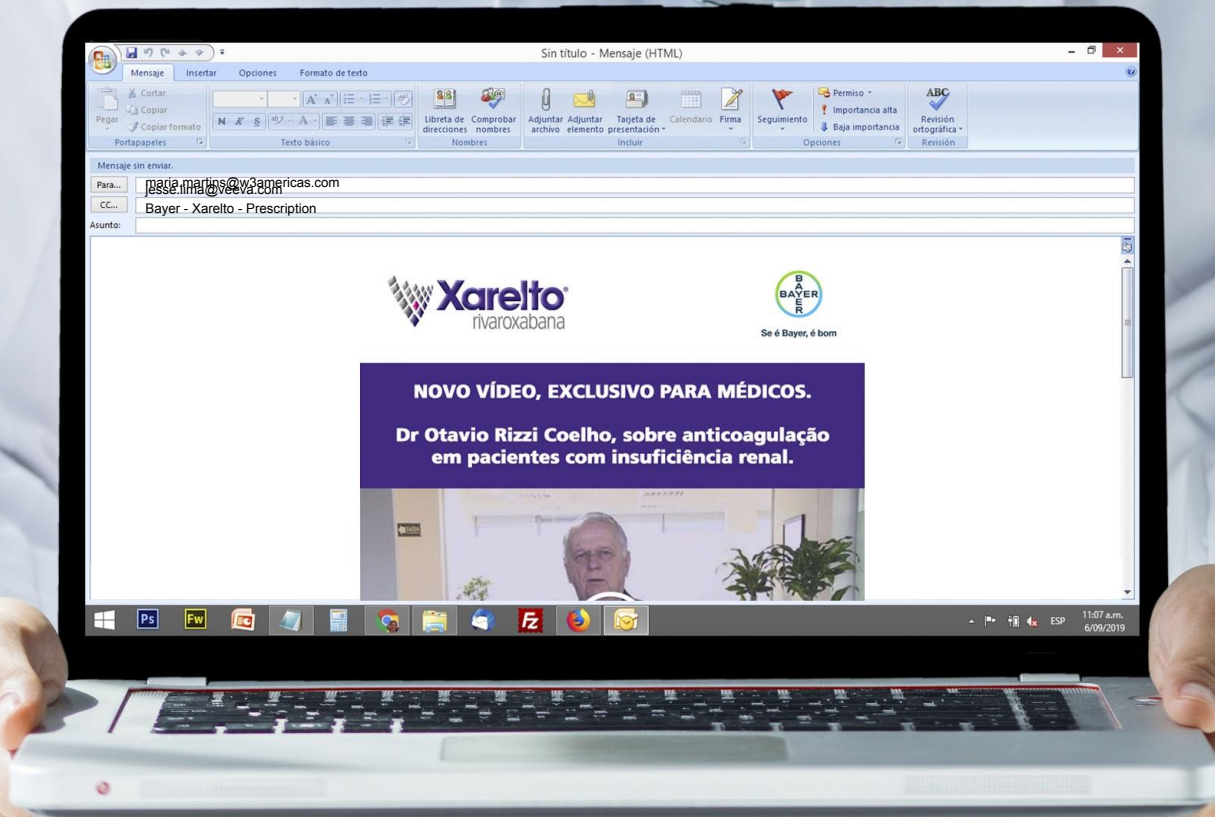 Sin título - Mensaje (HTML)
Mensaje Insertar Opciones Formato de texto
Pegar
Cortar
Copiar
Copiar formato
Portapapeles
N K S
Texto básico
Libreta de direcciones
Comprobar nombres
Nombres
Adjuntar archivo
Adjuntar elemento
Tarjeta de presentación
Calendario
Firma
Incluir
Seguimiento
Permiso
Importancia alta
Baja importancia
Opciones
ABC
Revisión ortográfica
Revisión
Mensaje sin enviar.
Para... maria.martins@w3americas.com
jesse.lima@veeva.com
CC... Bayer - Xarelto - Prescription
Asunto:
Xarelto®
rivaroxabana
BAYER
BAYER
Se é Bayer, é bom
NOVO VÍDEO, EXCLUSIVO PARA MÉDICOS.
Dr Otavio Rizzi Coelho, sobre anticoagulação
em pacientes com insuficiência renal.
SAÍDA
Ps Fw Fz
ESP
11:07 a.m.
6/09/2019